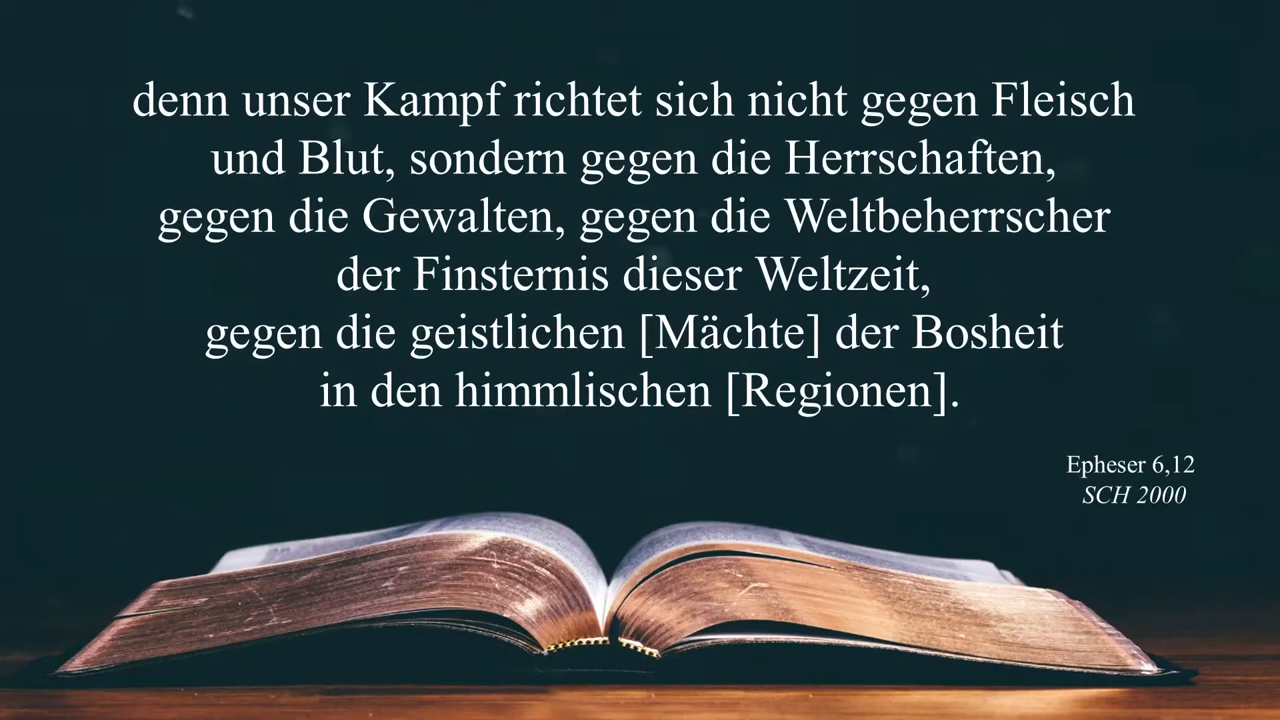 denn unser Kampf richtet sich nicht gegen Fleisch
und Blut, sondern gegen die Herrschaften,
gegen die Gewalten, gegen die Weltbeherrscher
der Finsternis dieser Weltzeit,
gegen die geistlichen [Mächte] der Bosheit
in den himmlischen [Regionen].
Epheser 6,12
SCH 2000